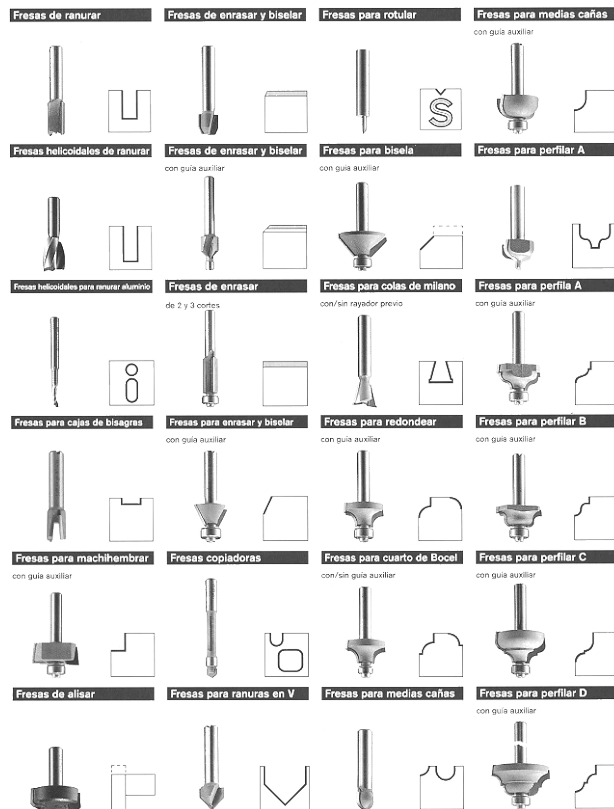 Fresas de ranurar
Fresas de enrasar y biselar
Fresas para rotular
Fresas para medias cañas
con guía auxiliar
S
Fresas helicoidales de ranurar
Fresas de enrasar y biselar
con guía auxiliar
Fresas para bisela
con guía auxiliar
Fresas para perfilar A
Fresas helicoidales para ranurar aluminio
Fresas de enrasar
de 2 y 3 cortes
Fresas para colas de milano
con/sin rayador previo
Fresas para perfila A
con guía auxiliar
Fresas para cajas de bisagras
Fresas para enrasar y biselar
con guía auxiliar
Fresas para redondear
con guía auxiliar
Fresas para perfilar B
con guía auxiliar
Fresas para machihembrar
con guía auxiliar
Fresas copiadoras
Fresas para cuarto de Bocel
con/sin guía auxiliar
Fresas para perfilar C
con guía auxiliar
Fresas de alisar
Fresas para ranuras en V
Fresas para medias cañas
Fresas para perfilar D
con guía auxiliar